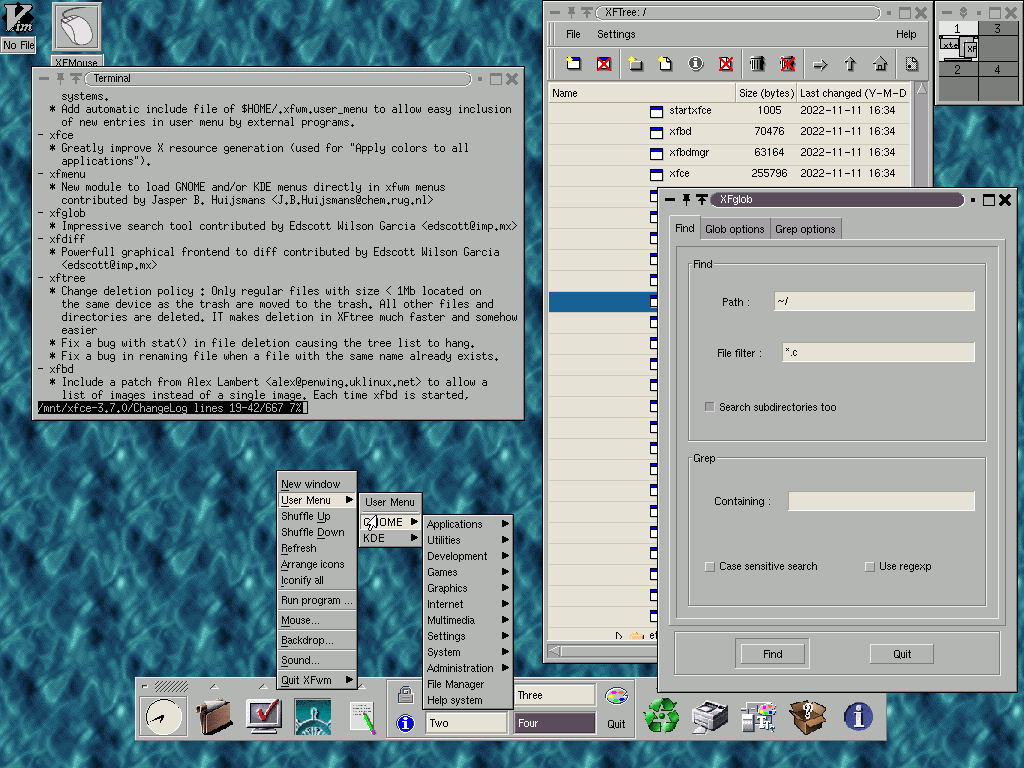 Vim
No File
XFMouse
Terminal
systems.
* Add automatic include file of $HOME/.xfwm.user_menu to allow easy inclusion
of new entries in user menu by external programs.
- xfce
* Greatly improve X resource generation (used for "Apply colors to all
applications").
- xfmenu
* New module to load GNOME and/or KDE menus directly in xfwm menus
contributed by Jasper B. Huijsmans <J.B.Huijsmans@chem.rug.nl>
- xfglob
* Impressive search tool contributed by Edscott Wilson Garcia <edscott@imp.mx>
- xfdiff
* Powerfull graphical frontend to diff contributed by Edscott Wilson Garcia
<edscott@imp.mx>
- xftree
* Change deletion policy : Only regular files with size < 1Mb located on
the same device as the trash are moved to the trash. All other files and
directories are deleted. IT makes deletion in XFtree much faster and somehow
easier
* Fix a bug with stat() in file deletion causing the tree list to hang.
* Fix a bug in renaming file when a file with the same name already exists.
- xfbd
* Include a patch from Alex Lambert <alex@penwing.uklinux.net> to allow a
list of images instead of a single image. Each time xfbd is started,
/mnt/xfce-3.7.0/ChangeLog lines 19-42/667 7%
XFTree: /
File Settings Help
Name Size (bytes) Last changed (Y-M-D
startxfce 1005 2022-11-11 16:34
xfbd 70476 2022-11-11 16:34
xfbdmgr 63164 2022-11-11 16:34
xfce 255796 2022-11-11 16:34
1 3
xte XF
2 4
XFglob
Find Glob options Grep options
Find
Path : ~/
File filter : *.c
Search subdirectories too
Grep
Containing :
Case sensitive search Use regexp
Find Quit
New window
User Menu
Shuffle Up
Shuffle Down
Refresh
Arrange icons
Iconify all
Run program ...
Mouse...
Backdrop...
Sound...
Quit XFwm
User Menu
GNOME
KDE
Applications
Utilities
Development
Games
Graphics
Internet
Multimedia
Settings
System
Administration
File Manager
Help system
Three
Two Four Quit